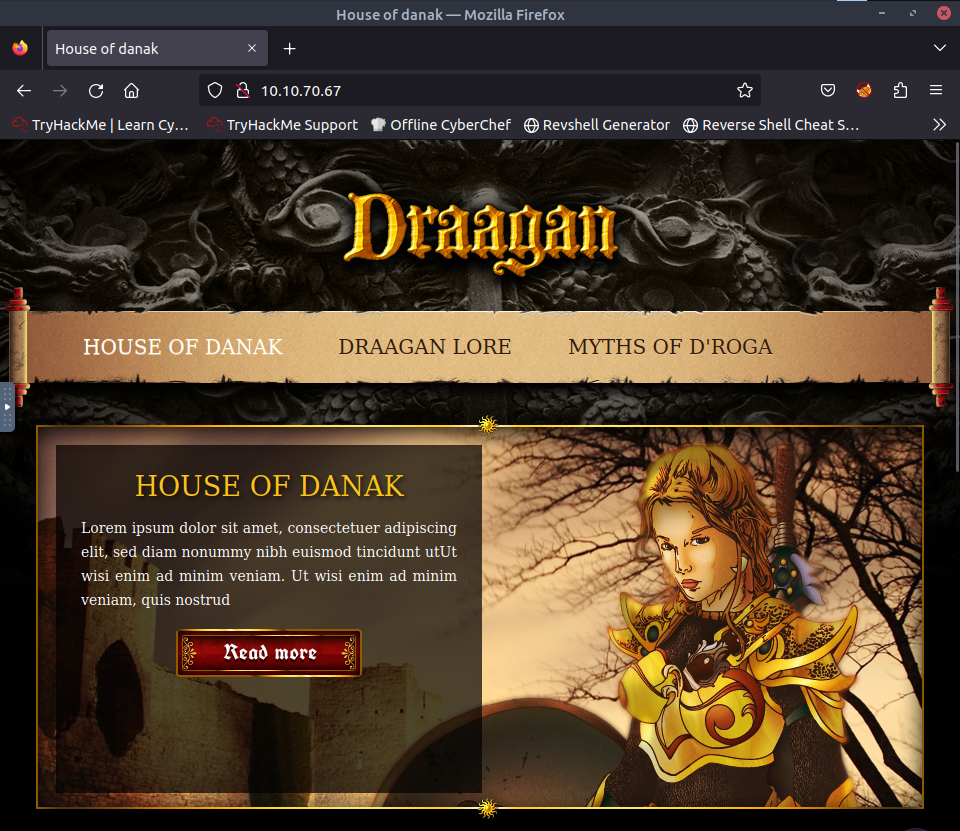 House of danak — Mozilla Firefox
House of danak
10.10.70.67
TryHackMe | Learn Cy… TryHackMe Support Offline CyberChef Revshell Generator Reverse Shell Cheat S…
Draagan
HOUSE OF DANAK DRAAGAN LORE MYTHS OF D'ROGA
HOUSE OF DANAK
Lorem ipsum dolor sit amet, consectetuer adipiscing
elit, sed diam nonummy nibh euismod tincidunt utUt
wisi enim ad minim veniam. Ut wisi enim ad minim
veniam, quis nostrud
Read more